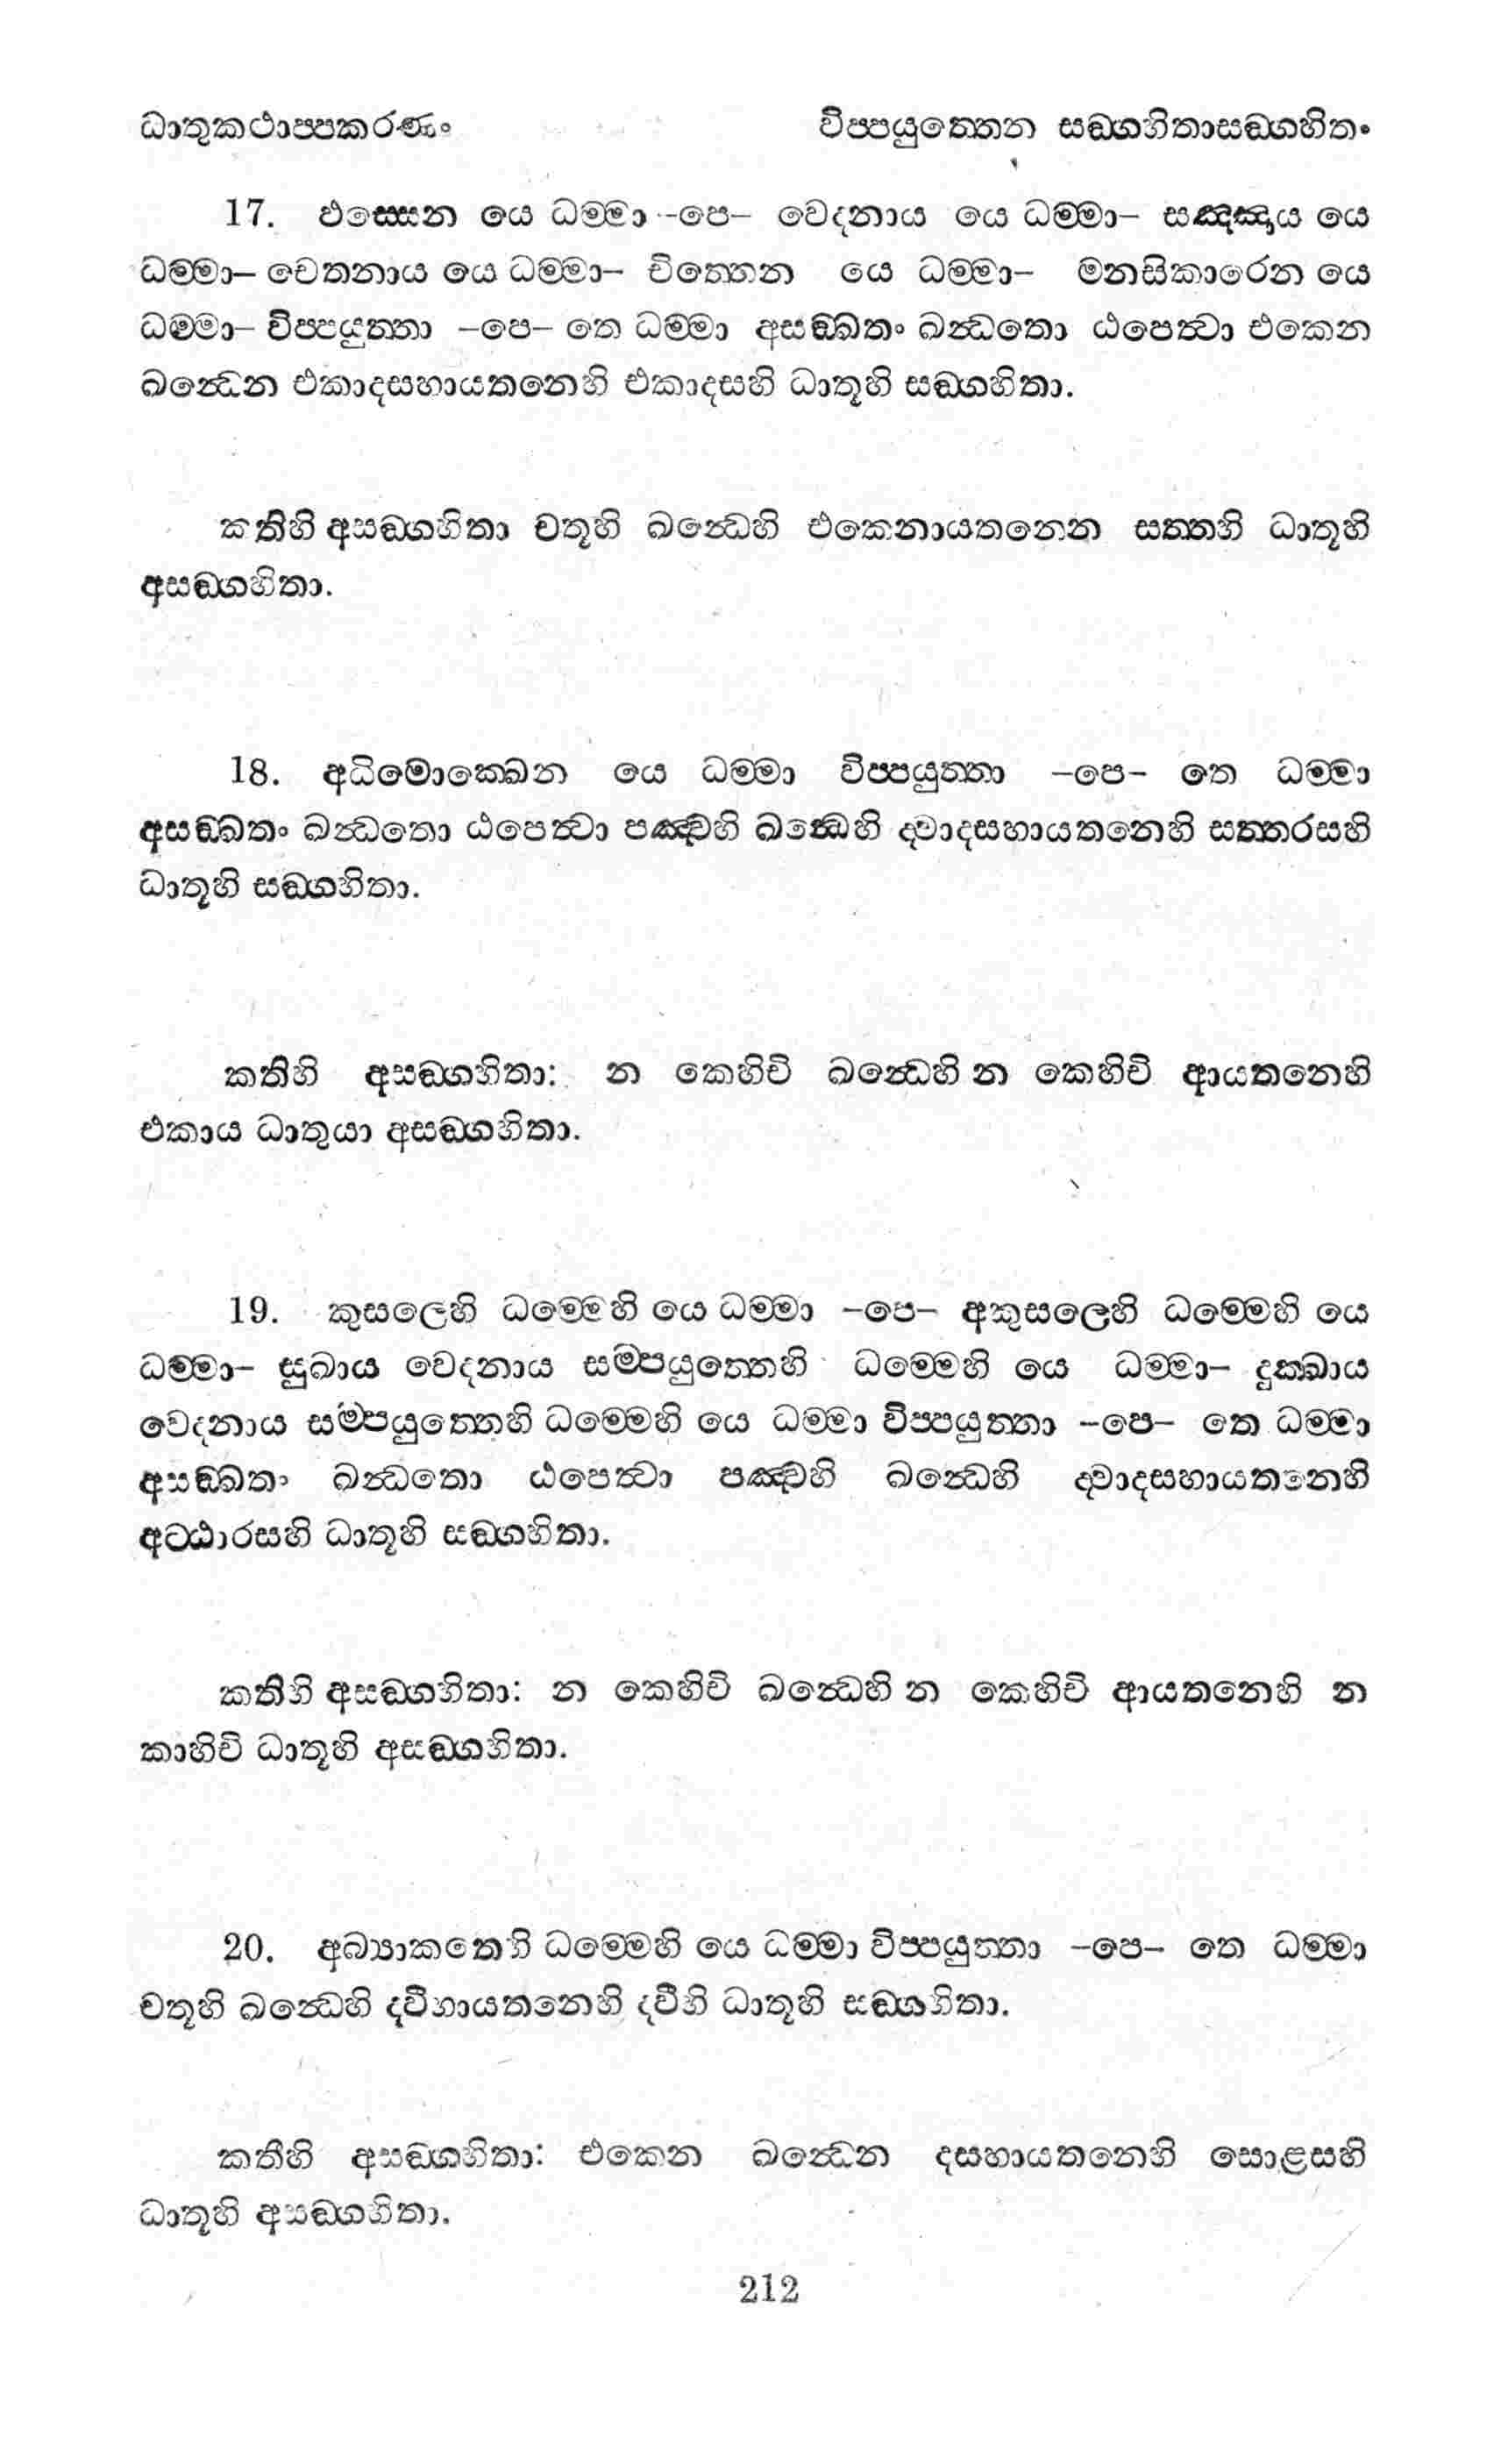 ධාතුකථාප්පකරණං විප්පයුත්තෙන සඞ්ගහිතාසඞ්ගහිතං
17. ඵස්සෙන යෙ ධම්මා -පෙ- වෙදනාය යෙ ධම්මා- සඤ්ඤාය යෙ
ධම්මා- චෙතනාය යෙ ධම්මා- චිත්තෙන යෙ ධම්මා- මනසිකාරෙන යෙ
ධම්මා- විප්පයුත්තා -පෙ- තෙ ධම්මා අසඞ්ඛතං ඛන්ධතො ඨපෙත්වා එකෙන
ඛන්ධෙන එකාදසහායතනෙහි එකාදසහි ධාතූහි සඞ්ගහිතා.
කතිහි අසඞ්ගහිතා චතූහි ඛන්ධෙහි එකෙනායතනෙන සත්තහි ධාතූහි
අසඞ්ගහිතා.
18. අධිමොක්ඛෙන යෙ ධම්මා විප්පයුත්තා -පෙ- තෙ ධම්මා
අසඞ්ඛතං ඛන්ධතො ඨපෙත්වා පඤ්චහි ඛන්ධෙහි ද්වාදසහායතනෙහි සත්තරසහි
ධාතූහි සඞ්ගහිතා.
කතිහි අසඞ්ගහිතා: න කෙහිචි ඛන්ධෙහි න කෙහිචි ආයතනෙහි
එකාය ධාතුයා අසඞ්ගහිතා.
19. කුසලෙහි ධම්මෙහි යෙ ධම්මා -පෙ- අකුසලෙහි ධම්මෙහි යෙ
ධම්මා- සුඛාය වෙදනාය සම්පයුත්තෙහි ධම්මෙහි යෙ ධම්මා- දුක්ඛාය
වෙදනාය සම්පයුත්තෙහි ධම්මෙහි යෙ ධම්මා විප්පයුත්තා -පෙ- තෙ ධම්මා
අසඞ්ඛතං ඛන්ධතො ඨපෙත්වා පඤ්චහි ඛන්ධෙහි ද්වාදසහායතනෙහි
අට්ඨාරසහි ධාතූහි සඞ්ගහිතා.
කතිහි අසඞ්ගහිතා: න කෙහිචි ඛන්ධෙහි න කෙහිචි ආයතනෙහි න
කාහිචි ධාතූහි අසඞ්ගහිතා.
20. අබ්‍යාකතෙහි ධම්මෙහි යෙ ධම්මා විප්පයුත්තා -පෙ- තෙ ධම්මා
චතූහි ඛන්ධෙහි ද්වීහායතනෙහි ද්වීහි ධාතූහි සඞ්ගහිතා.
කතීහි අසඞ්ගහිතා: එකෙන ඛන්ධෙන දසහායතනෙහි සොළසහි
ධාතූහි අසඞ්ගහිතා.
212